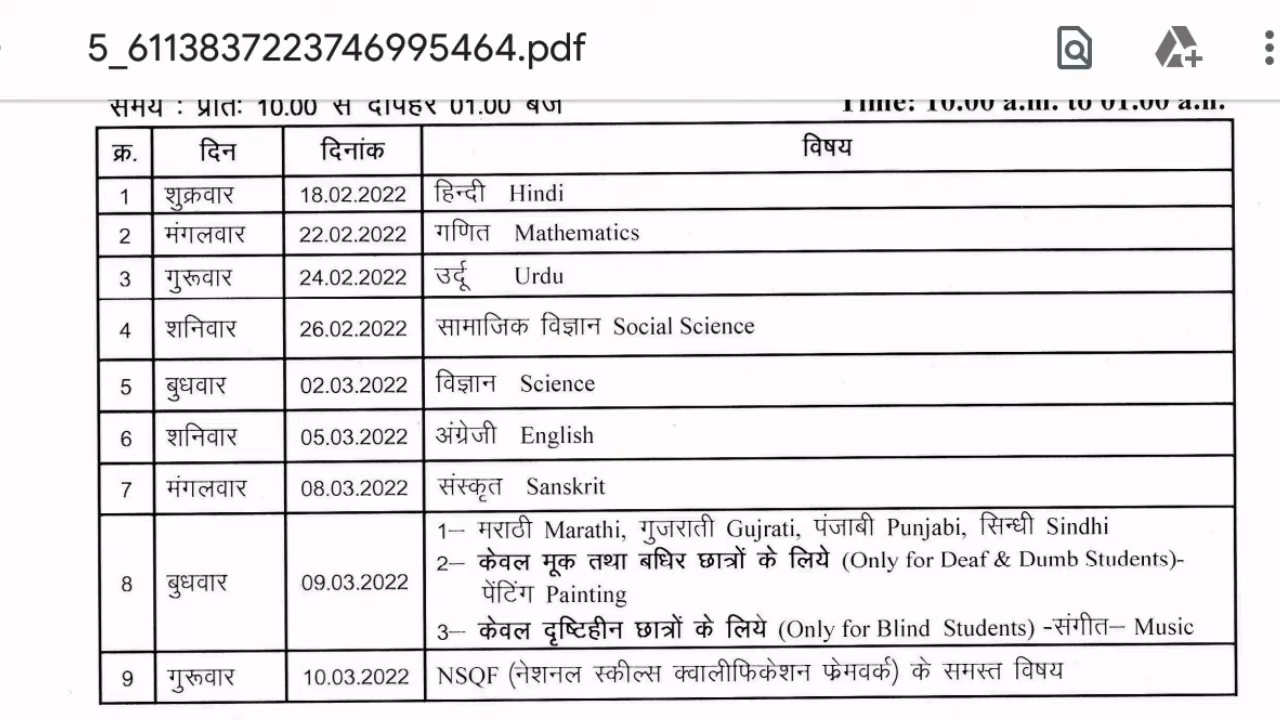 5_6113837223746995464.pdf
समय : प्रातः 10.00 से दोपहर 01.00 बजे Time: 10.00 a.m. to 01.00 a.n.
क्र. दिन दिनांक विषय
1 शुक्रवार 18.02.2022 हिन्दी Hindi
2 मंगलवार 22.02.2022 गणित Mathematics
3 गुरूवार 24.02.2022 उर्दू Urdu
4 शनिवार 26.02.2022 सामाजिक विज्ञान Social Science
5 बुधवार 02.03.2022 विज्ञान Science
6 शनिवार 05.03.2022 अंग्रेजी English
7 मंगलवार 08.03.2022 संस्कृत Sanskrit
8 बुधवार 09.03.2022 1– मराठी Marathi, गुजराती Gujrati, पंजाबी Punjabi, सिन्धी Sindhi
2– केवल मूक तथा बधिर छात्रों के लिये (Only for Deaf & Dumb Students)-
पेंटिंग Painting
3– केवल दृष्टिहीन छात्रों के लिये (Only for Blind Students) -संगीत– Music
9 गुरूवार 10.03.2022 NSQF (नेशनल स्कील्स क्वालीफिकेशन फ्रेमवर्क) के समस्त विषय